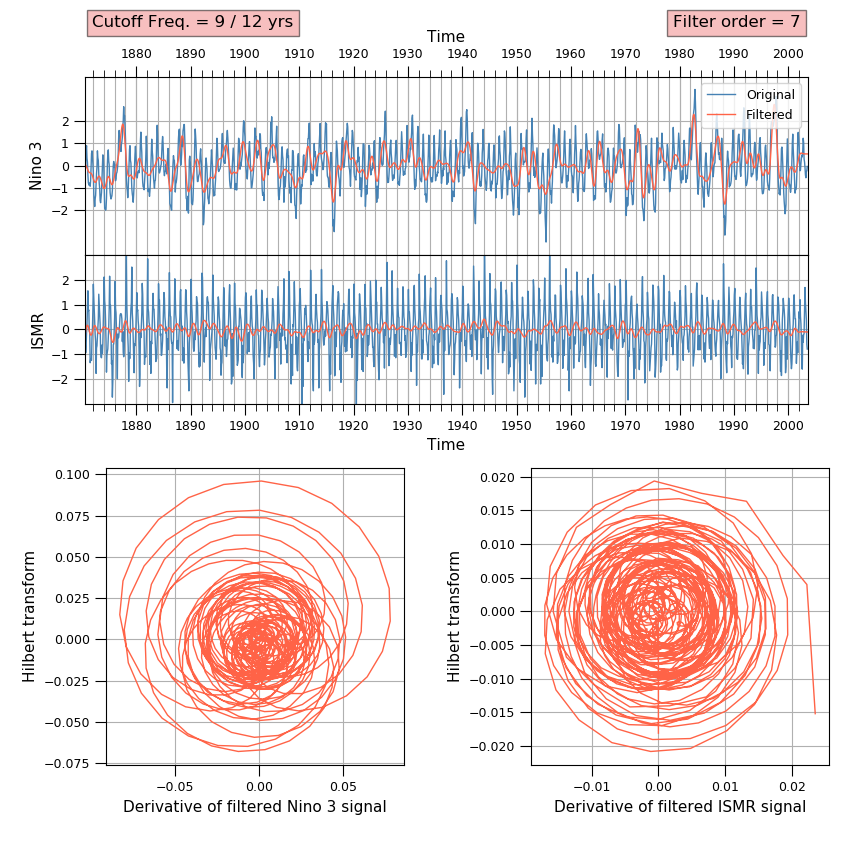 Cutoff Freq. = 9 / 12 yrs
Filter order = 7
Time
1880 1890 1900 1910 1920 1930 1940 1950 1960 1970 1980 1990 2000
Original
Filtered
Nino 3
2
1
0
−1
−2
ISMR
2
1
0
−1
−2
1880 1890 1900 1910 1920 1930 1940 1950 1960 1970 1980 1990 2000
Time
Hilbert transform
0.100
0.075
0.050
0.025
0.000
−0.025
−0.050
−0.075
−0.05 0.00 0.05
Derivative of filtered Nino 3 signal
Hilbert transform
0.020
0.015
0.010
0.005
0.000
−0.005
−0.010
−0.015
−0.020
−0.01 0.00 0.01 0.02
Derivative of filtered ISMR signal